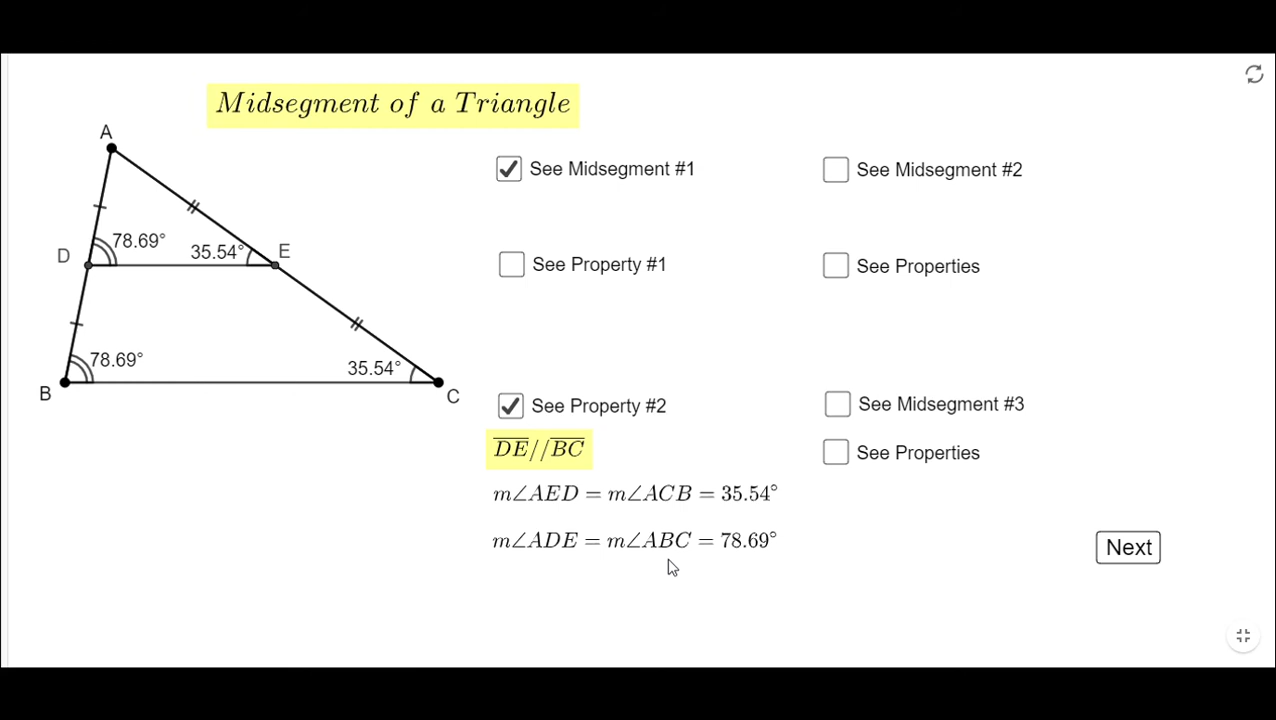 Midsegment of a Triangle
A
See Midsegment #1
See Midsegment #2
78.69°
35.54°
E
D
See Property #1
See Properties
78.69°
35.54°
B
C
See Property #2
See Midsegment #3
$\overline{DE}//\overline{BC}$
See Properties
m∠AED = m∠ACB = 35.54°
m∠ADE = m∠ABC = 78.69°
Next